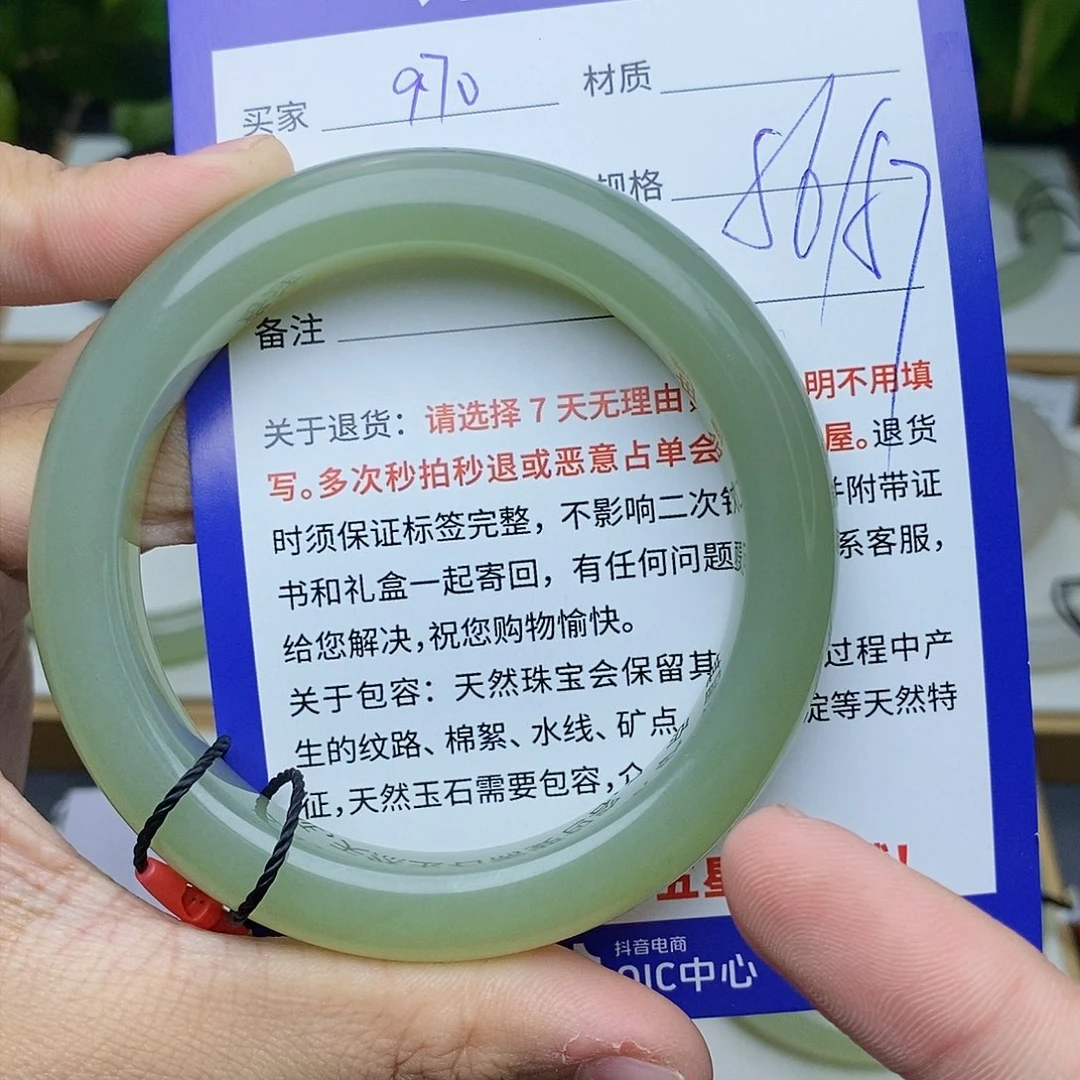 买家 970 材质
规格
备注
关于退货：请选择7天无理由 明不用填
写。多次秒拍秒退或恶意占单会 屋。退货
时须保证标签完整，不影响二次 并附带证
书和礼盒一起寄回，有任何问题 系客服，
给您解决,祝您购物愉快。
关于包容：天然珠宝会保留其 过程中产
生的纹路、棉絮、水线、矿点 淀等天然特
征,天然玉石需要包容,
五星
抖音电商
QIC中心